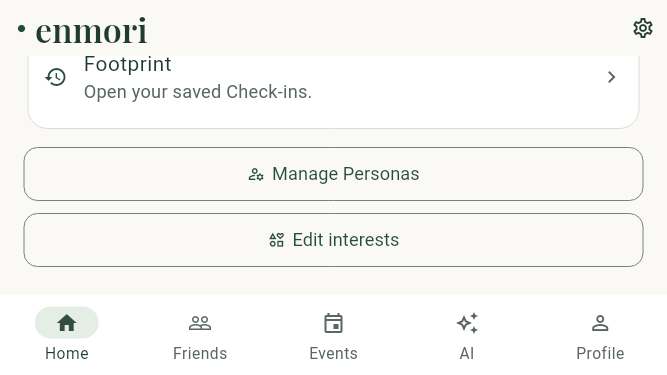 enmori
Footprint
Open your saved Check-ins.
Manage Personas
Edit interests
Home
Friends
Events
AI
Profile